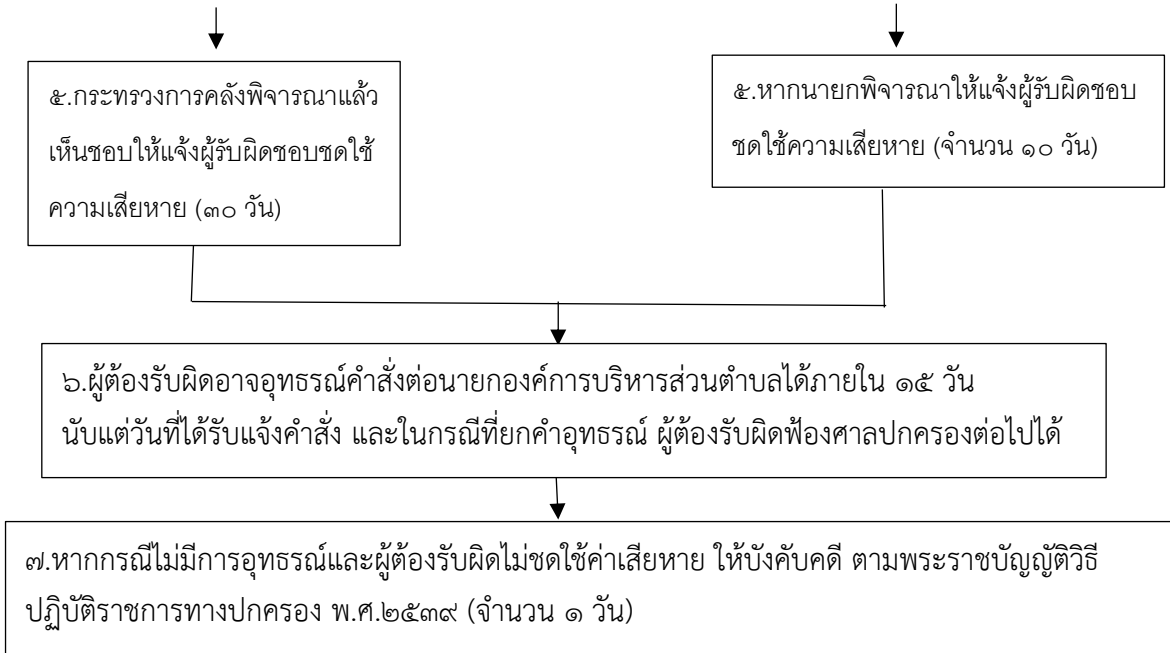 ๕.กระทรวงการคลังพิจารณาแล้ว
เห็นชอบให้แจ้งผู้รับผิดชอบชดใช้
ความเสียหาย (๓๐ วัน)
๕.หากนายกพิจารณาให้แจ้งผู้รับผิดชอบ
ชดใช้ความเสียหาย (จำนวน ๑๐ วัน)
๖.ผู้ต้องรับผิดอาจอุทธรณ์คำสั่งต่อนายกองค์การบริหารส่วนตำบลได้ภายใน ๑๕ วัน
นับแต่วันที่ได้รับแจ้งคำสั่ง และในกรณีที่ยกคำอุทธรณ์ ผู้ต้องรับผิดฟ้องศาลปกครองต่อไปได้
๗.หากกรณีไม่มีการอุทธรณ์และผู้ต้องรับผิดไม่ชดใช้ค่าเสียหาย ให้บังคับคดี ตามพระราชบัญญัติวิธี
ปฏิบัติราชการทางปกครอง พ.ศ.๒๕๓๙ (จำนวน ๑ วัน)